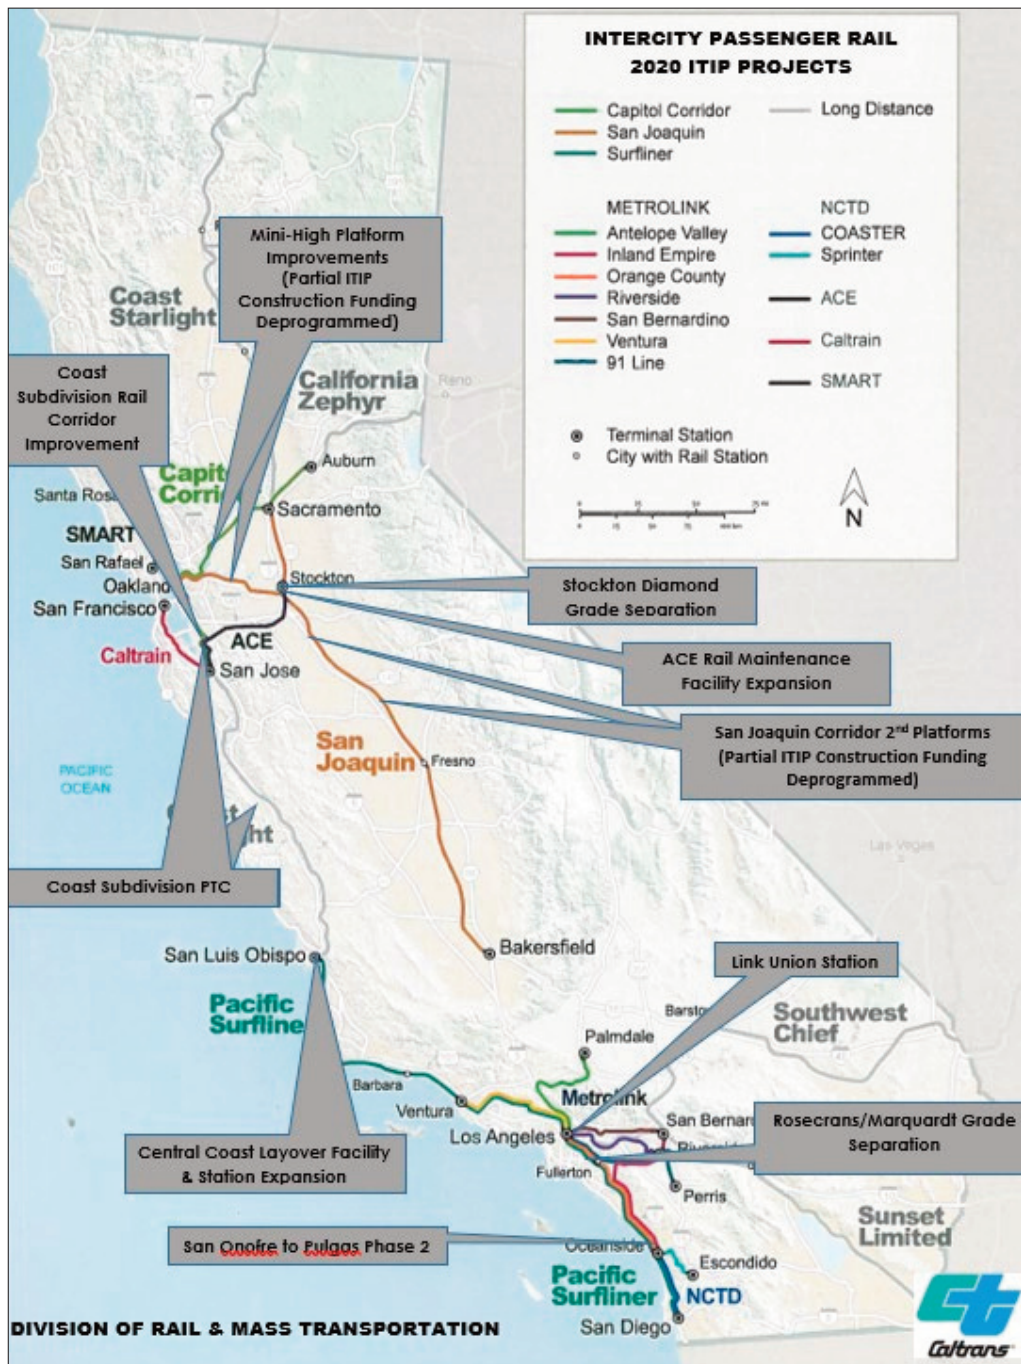 INTERCITY PASSENGER RAIL
2020 ITIP PROJECTS
Capitol Corridor
San Joaquin
Surfliner
Long Distance
METROLINK
Antelope Valley
Inland Empire
Orange County
Riverside
San Bernardino
Ventura
91 Line
NCTD
COASTER
Sprinter
ACE
Caltrain
SMART
Terminal Station
City with Rail Station
N
Mini-High Platform
Improvements
(Partial ITIP
Construction Funding
Deprogrammed)
Coast
Starlight
Coast
Subdivision Rail
Corridor
Improvement
California
Zephyr
Reno
Auburn
Capit
Corri
Santa Ros
Sacramento
SMART
San Rafael
Oakland
San Francisco
Stockton
Stockton Diamond
Grade Separation
ACE
Caltrain
San Jose
ACE Rail Maintenance
Facility Expansion
San Joaquin Corridor 2nd Platforms
(Partial ITIP Construction Funding
Deprogrammed)
San
Joaquin
Fresno
PACIFIC
OCEAN
ht
Las Vegas
Coast Subdivision PTC
San Luis Obispo
Bakersfield
Link Union Station
Pacific
Surfline
Barsto
Southwest
Chief
Palmdale
Barbara
Ventura
Metrolink
Los Angeles
San Bernar
Rosecrans/Marquardt Grade
Separation
Fullerton
Perris
Central Coast Layover Facility
& Station Expansion
Sunset
Limited
San Onofre to Pulgas Phase 2
Oceanside
Escondido
Pacific
Surfliner
NCTD
San Diego
DIVISION OF RAIL & MASS TRANSPORTATION
ct
Caltrans